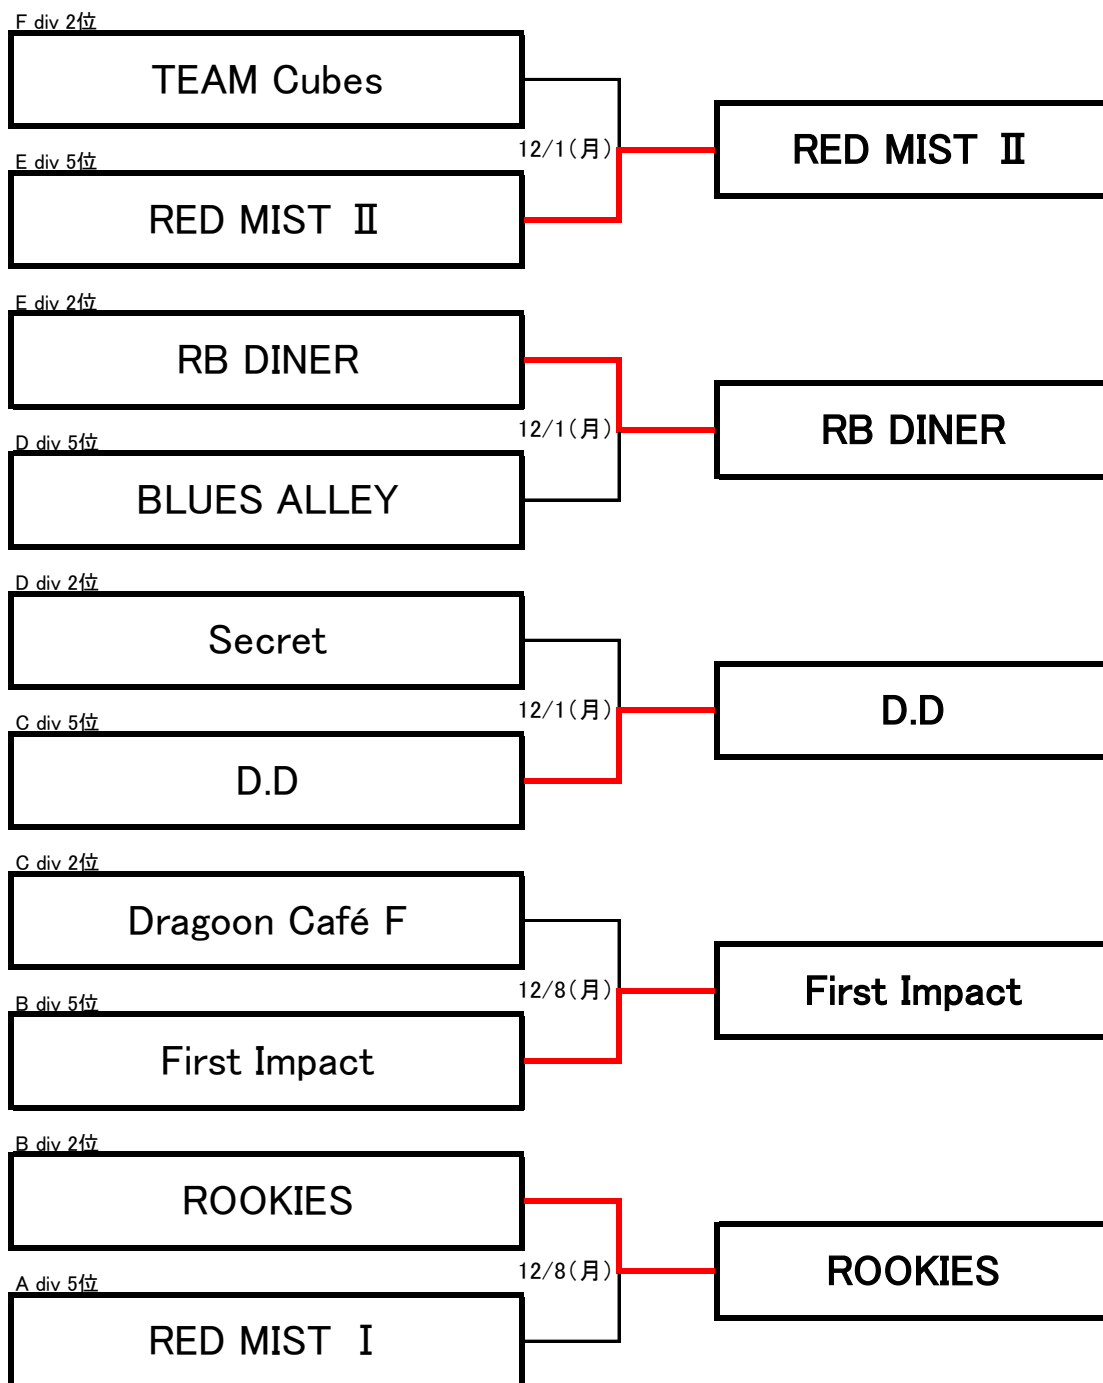 F div 2位
TEAM Cubes
12/1(月)
RED MIST Ⅱ
E div 5位
RED MIST Ⅱ
E div 2位
RB DINER
12/1(月)
RB DINER
D div 5位
BLUES ALLEY
D div 2位
Secret
12/1(月)
D.D
C div 5位
D.D
C div 2位
Dragoon Café F
12/8(月)
First Impact
B div 5位
First Impact
B div 2位
ROOKIES
12/8(月)
ROOKIES
A div 5位
RED MIST Ⅰ